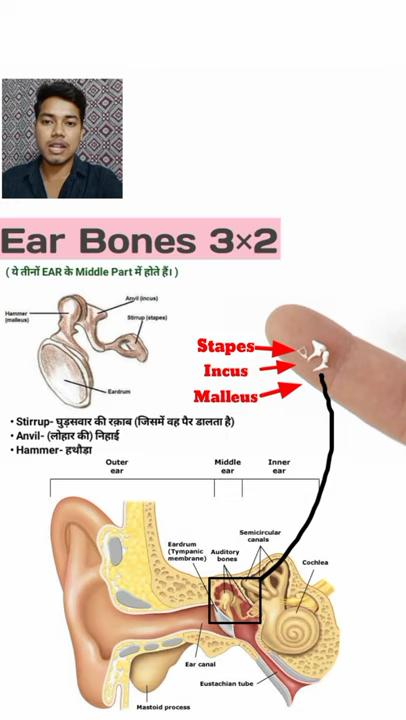 Ear Bones 3×2
( ये तीनों EAR के Middle Part में होते हैं। )
Anvil (incus)
Hammer
(malleus)
Stirrup (stapes)
Eardrum
Stapes
Incus
Malleus
• Stirrup- घुड़सवार की रक़ाब (जिसमें वह पैर डालता है)
• Anvil- (लोहार की) निहाई
• Hammer- हथौड़ा
Outer
ear
Middle
ear
Inner
ear
Semicircular
canals
Eardrum
(Tympanic
membrane)
Auditory
bones
Cochlea
Ear canal
Eustachian tube
Mastoid process